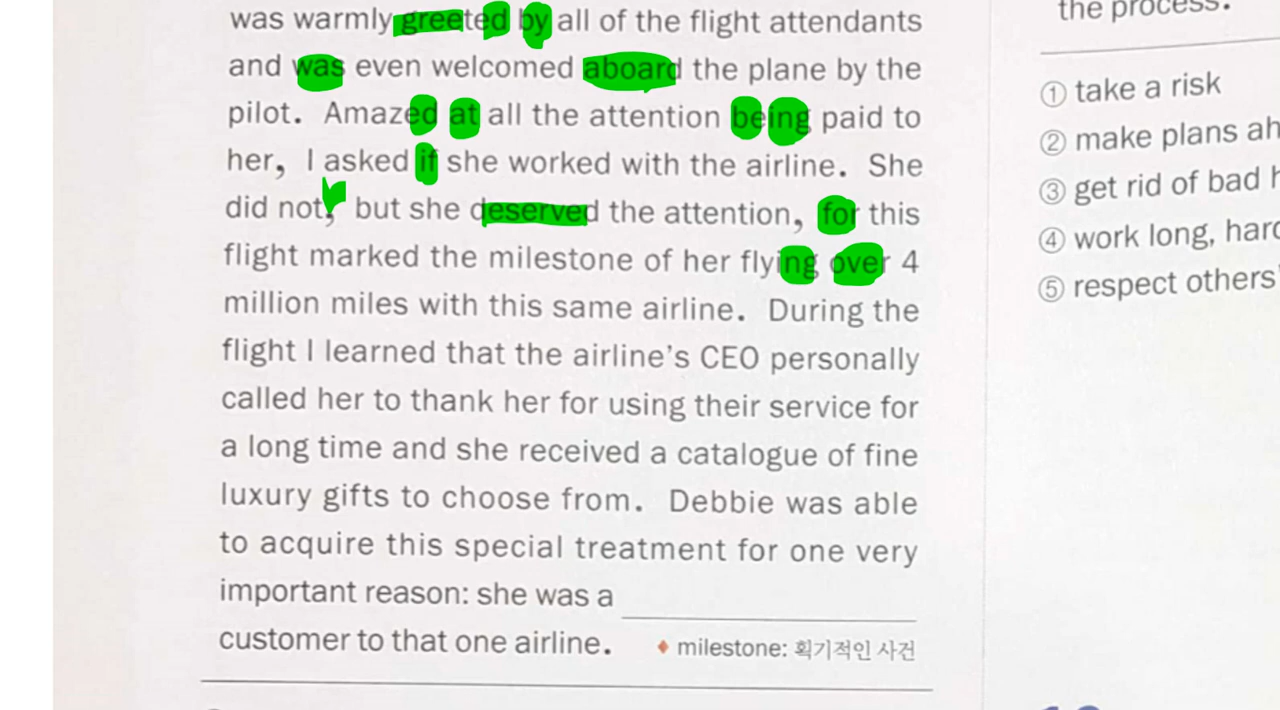 was warmly greeted by all of the flight attendants
and was even welcomed aboard the plane by the
pilot. Amazed at all the attention being paid to
her, I asked if she worked with the airline. She
did not, but she deserved the attention, for this
flight marked the milestone of her flying over 4
million miles with this same airline. During the
flight I learned that the airline's CEO personally
called her to thank her for using their service for
a long time and she received a catalogue of fine
luxury gifts to choose from. Debbie was able
to acquire this special treatment for one very
important reason: she was a
customer to that one airline.
♦ milestone: 획기적인 사건
the process.
① take a risk
② make plans ah
③ get rid of bad h
④ work long, hard
⑤ respect others'